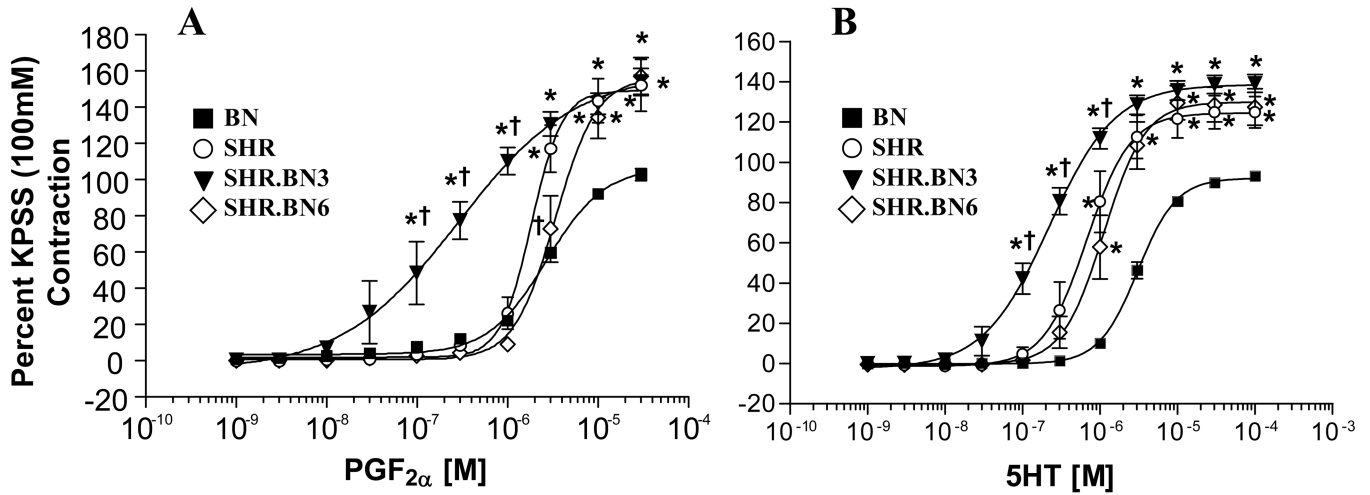 A
B
Percent KPSS (100mM)
Contraction
180
160
140
120
100
80
60
40
20
0
-20
BN
SHR
SHR.BN3
SHR.BN6
*† *† *† *† * * * * * * * * * †
10-10 10-9 10-8 10-7 10-6 10-5 10-4
PGF2α [M]
160
140
120
100
80
60
40
20
0
-20
BN
SHR
SHR.BN3
SHR.BN6
*† *† *† * * * * * * * * * * * * *
10-10 10-9 10-8 10-7 10-6 10-5 10-4 10-3
5HT [M]